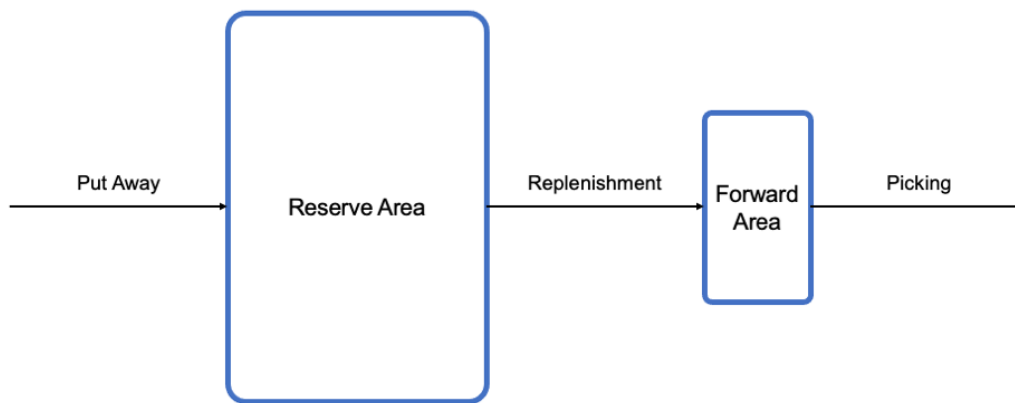 Put Away
Reserve Area
Replenishment
Forward
Area
Picking